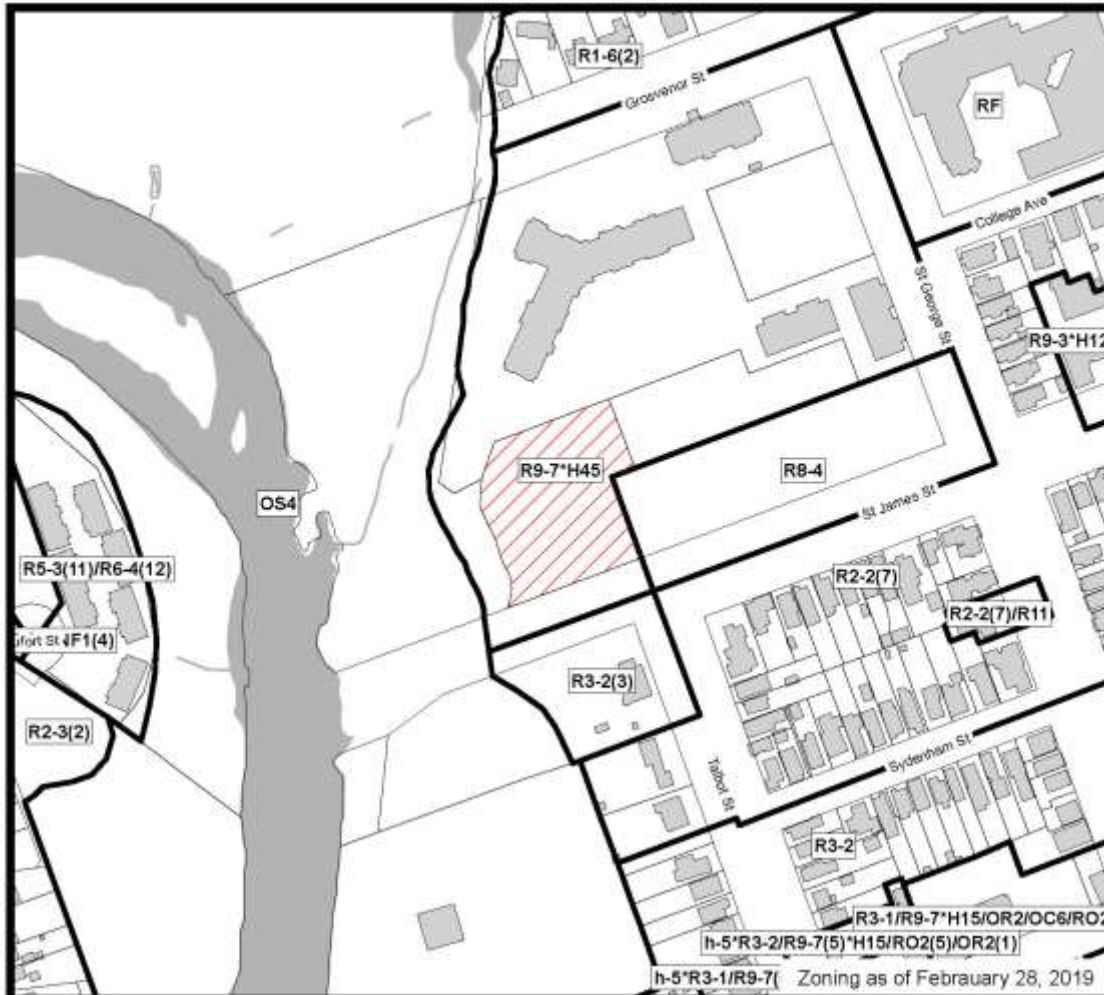 R1-6(2)
Grosvenor St
RF
College Ave
St George St
R9-3*H12
R9-7*H45
R8-4
OS4
St James St
R5-3(11)/R6-4(12)
R2-2(7)
R2-2(7)/R11
St
NF1(4)
R3-2(3)
R2-3(2)
Talbot St
Sydenham St
R3-2
R3-1/R9-7*H15/OR2/OC6/RO2
h-5*R3-2/R9-7(5)*H15/RO2(5)/OR2(1)
h-5*R3-1/R9-7(
Zoning as of Febrauary 28, 2019